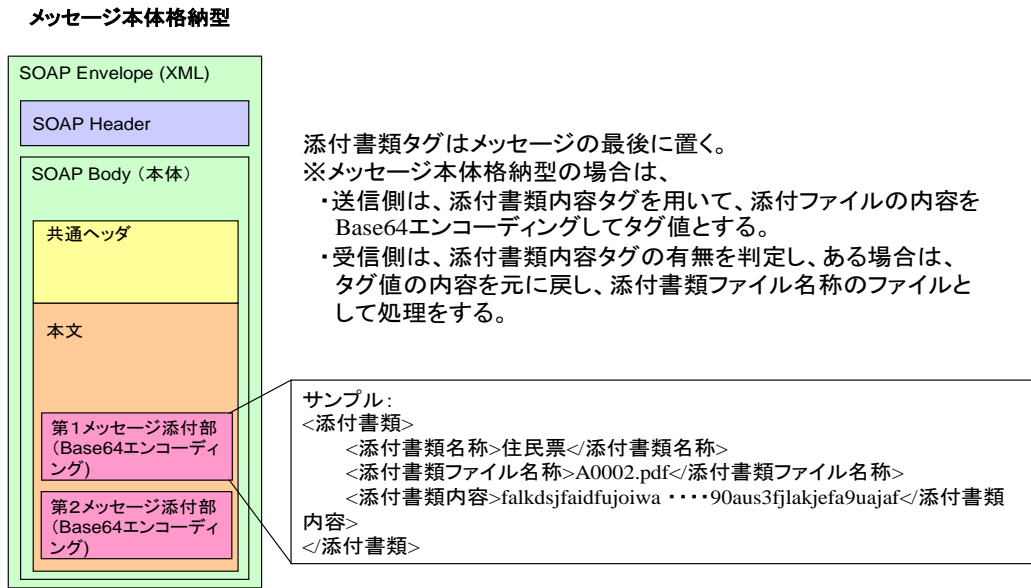 メッセージ本体格納型
SOAP Envelope (XML)
SOAP Header
SOAP Body（本体）
共通ヘッダ
本文
第１メッセージ添付部
（Base64エンコーディ
ング)
第２メッセージ添付部
（Base64エンコーディ
ング)
添付書類タグはメッセージの最後に置く。
※メッセージ本体格納型の場合は、
・送信側は、添付書類内容タグを用いて、添付ファイルの内容を
Base64エンコーディングしてタグ値とする。
・受信側は、添付書類内容タグの有無を判定し、ある場合は、
タグ値の内容を元に戻し、添付書類ファイル名称のファイルと
して処理をする。
サンプル：
<添付書類>
<添付書類名称>住民票</添付書類名称>
<添付書類ファイル名称>A0002.pdf</添付書類ファイル名称>
<添付書類内容>falkdsjfaidfujoiwa ・・・・90aus3fjlakjefa9uajaf</添付書類
内容>
</添付書類>